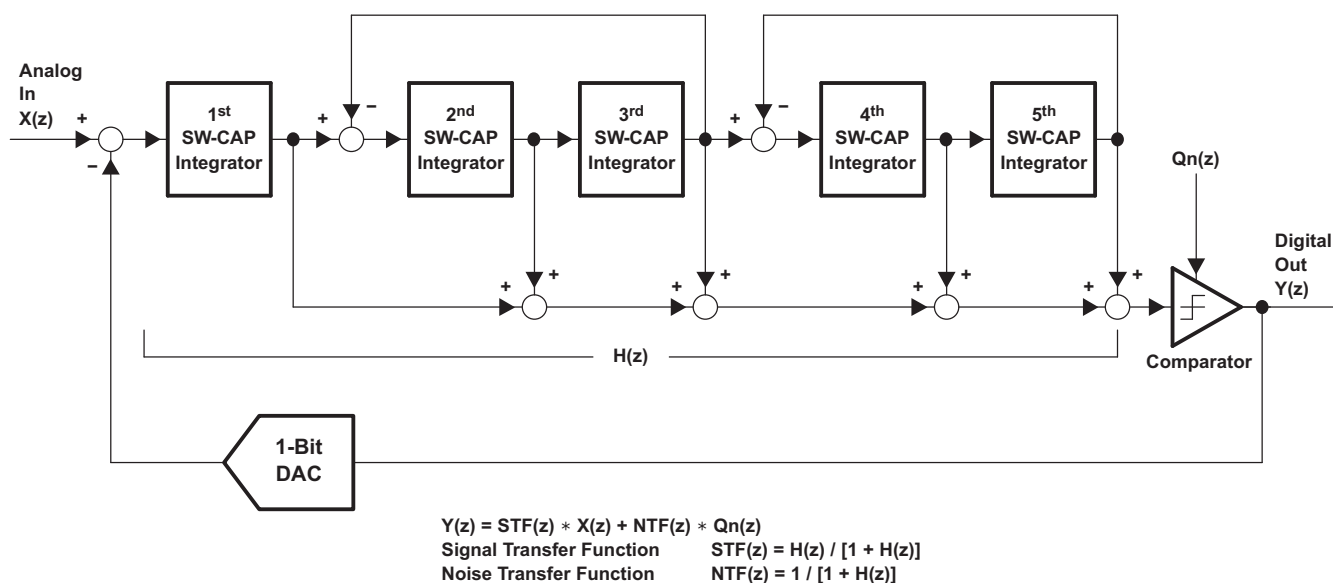 Analog
In
X(z)
+
−
1st
SW-CAP
Integrator
+
−
2nd
SW-CAP
Integrator
3rd
SW-CAP
Integrator
+
−
4th
SW-CAP
Integrator
5th
SW-CAP
Integrator
Qn(z)
Digital
Out
Y(z)
+
+
+
+
+
+
+
+
H(z)
Comparator
1-Bit
DAC
Y(z) = STF(z) ∗ X(z) + NTF(z) ∗ Qn(z)
Signal Transfer Function STF(z) = H(z) / [1 + H(z)]
Noise Transfer Function NTF(z) = 1 / [1 + H(z)]